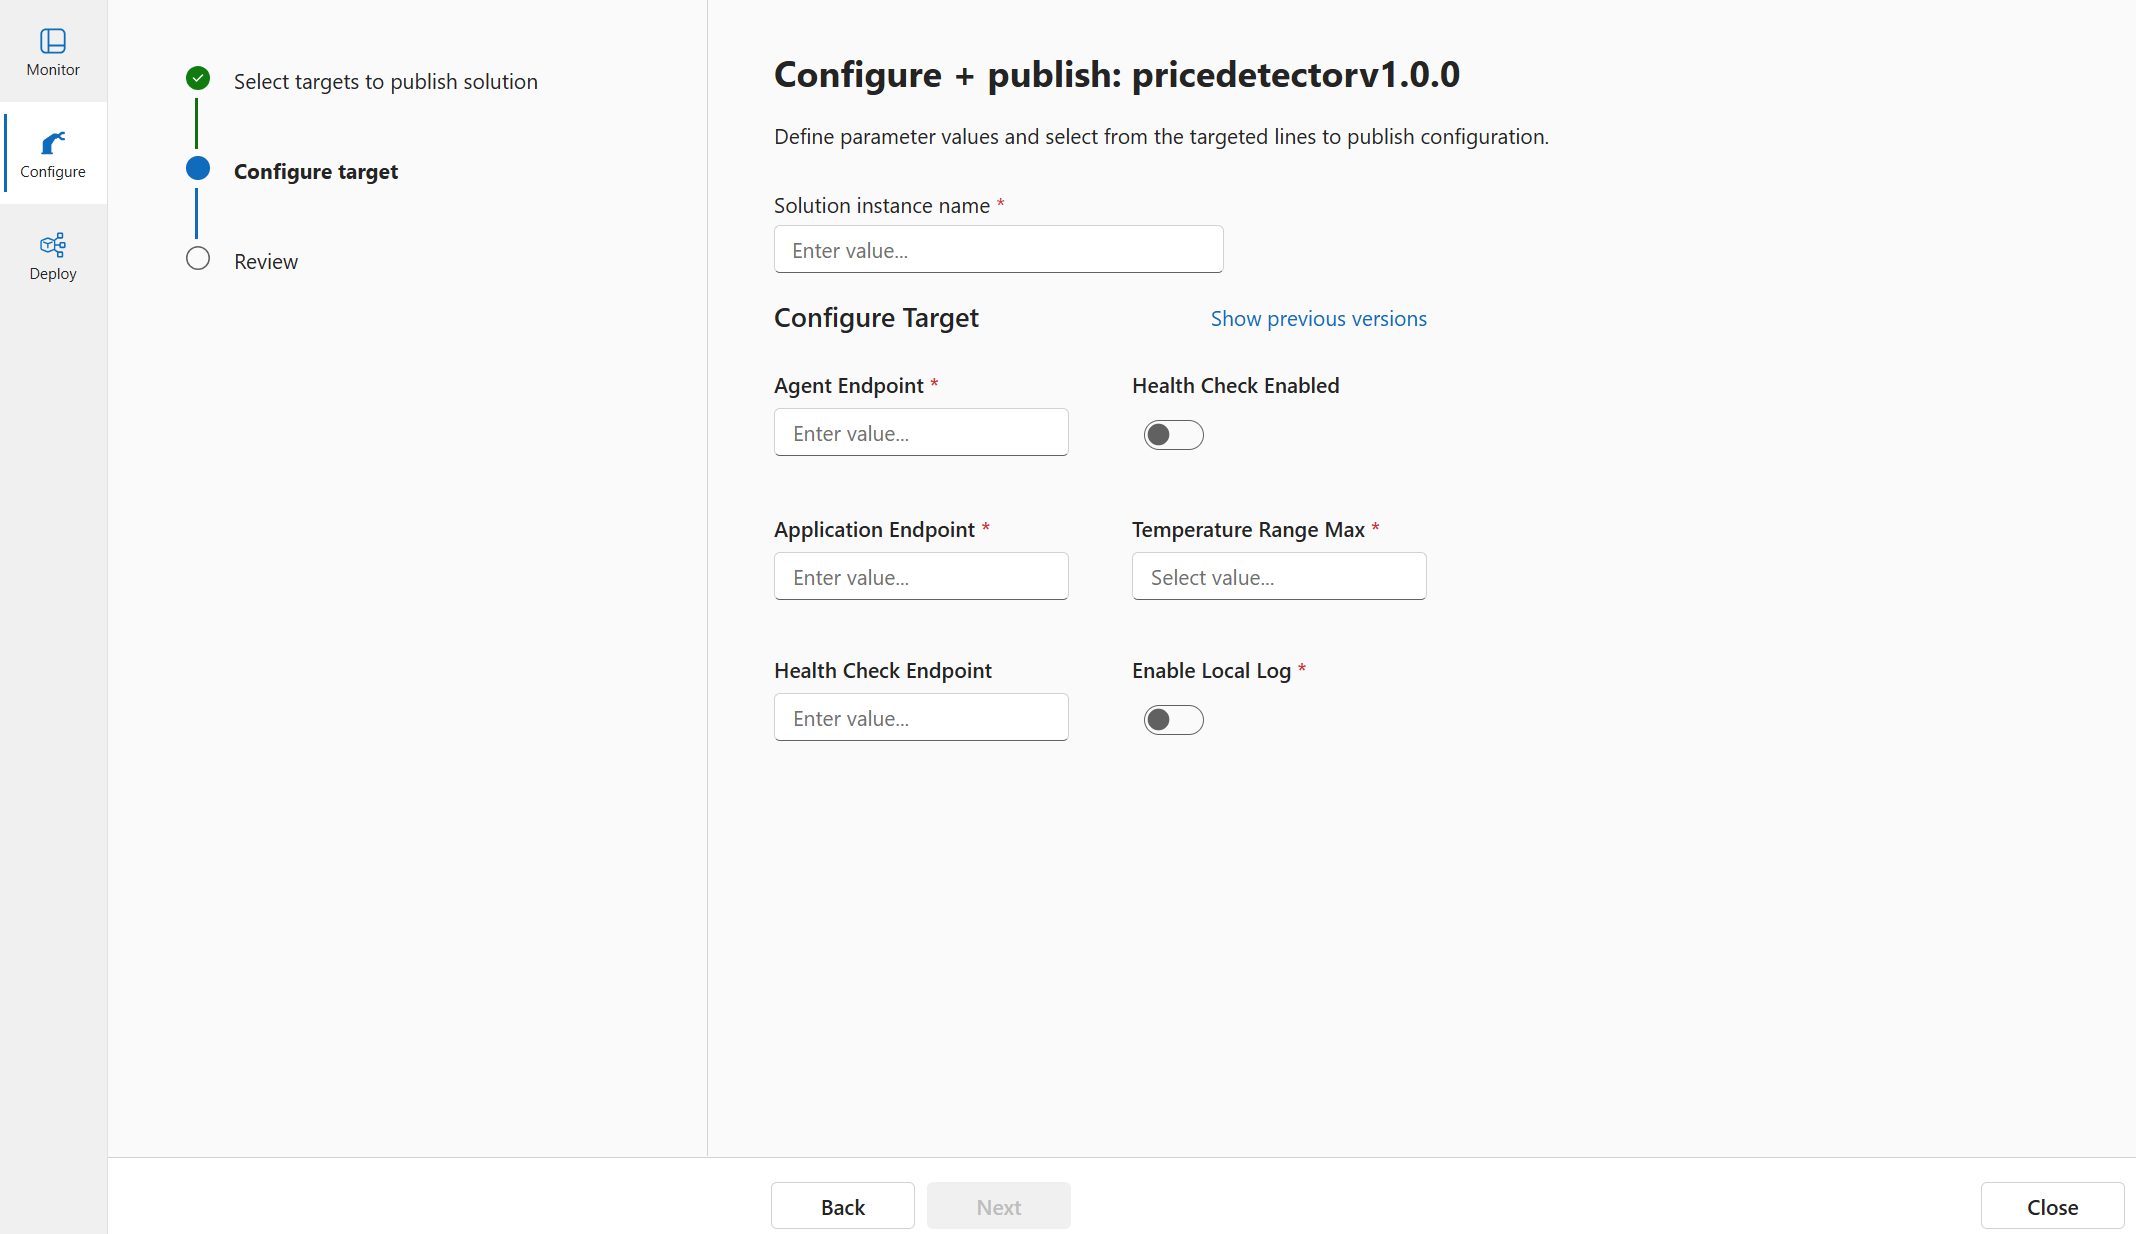 Monitor
Configure
Deploy
Select targets to publish solution
Configure target
Review
Configure + publish: pricedetectorv1.0.0
Define parameter values and select from the targeted lines to publish configuration.
Solution instance name *
Enter value...
Configure Target
Show previous versions
Agent Endpoint *
Health Check Enabled
Enter value...
Application Endpoint *
Temperature Range Max *
Enter value...
Select value...
Health Check Endpoint
Enable Local Log *
Enter value...
Back
Next
Close